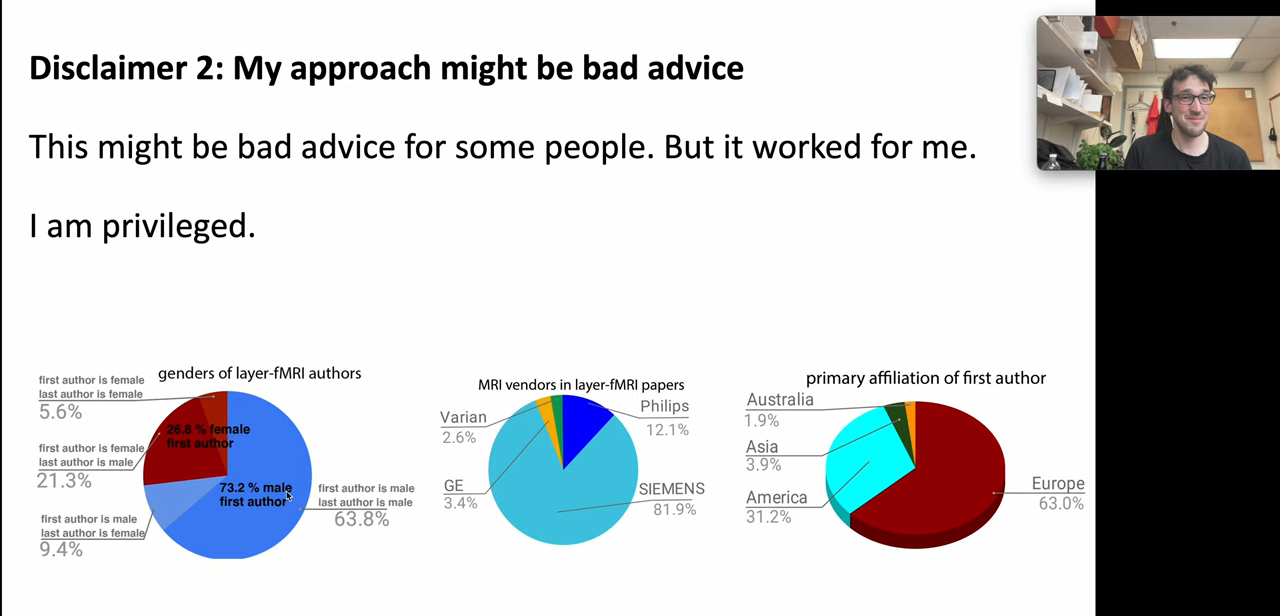 Disclaimer 2: My approach might be bad advice
This might be bad advice for some people. But it worked for me.
I am privileged.
genders of layer-fMRI authors
first author is female
last author is female
5.6%
26.8 % female
first author
first author is female
last author is male
21.3%
73.2 % male
first author
first author is male
last author is male
63.8%
first author is male
last author is female
9.4%
MRI vendors in layer-fMRI papers
Varian
2.6%
Philips
12.1%
GE
3.4%
SIEMENS
81.9%
primary affiliation of first author
Australia
1.9%
Asia
3.9%
America
31.2%
Europe
63.0%